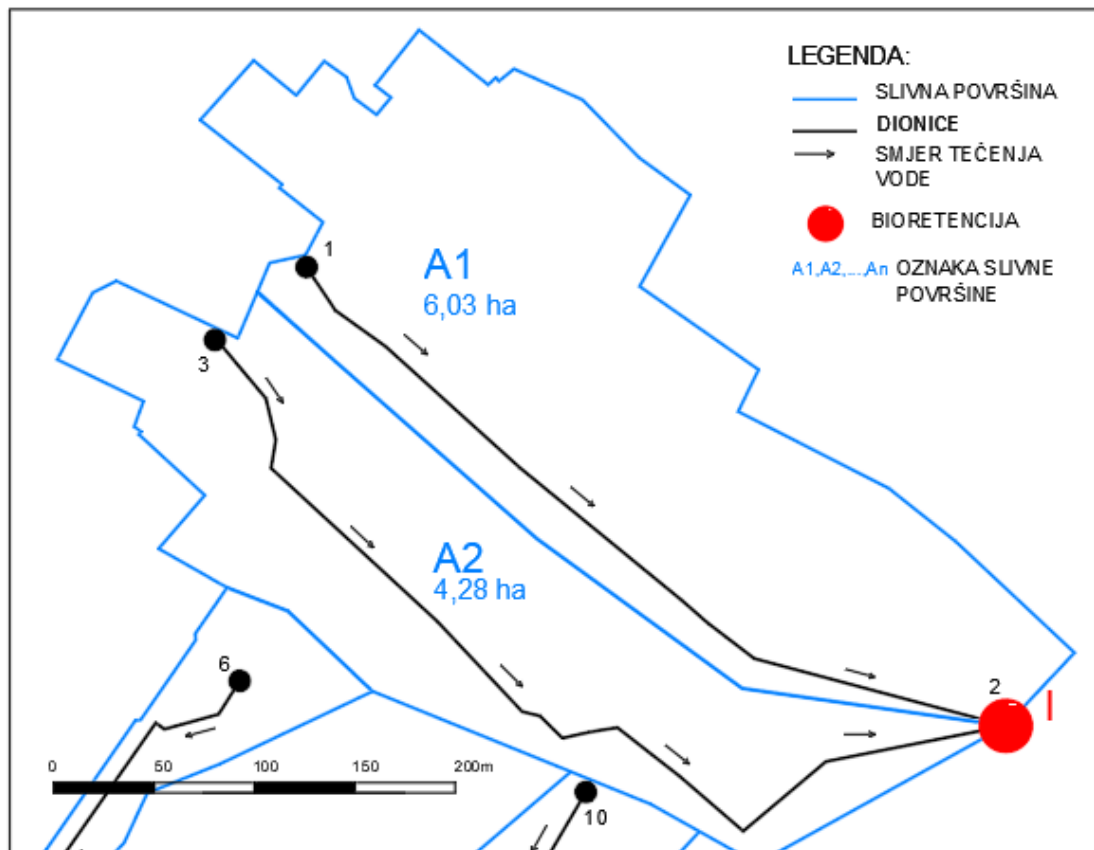 LEGENDA:
SLIVNA POVRŠINA
DIONICE
SMJER TEČENJA
VODE
BIORETENCIJA
A1,A2,....,An OZNAKA SLIVNE
POVRŠINE
1
A1
6,03 ha
3
A2
4,28 ha
6
2
I
0 50 100 150 200m
10